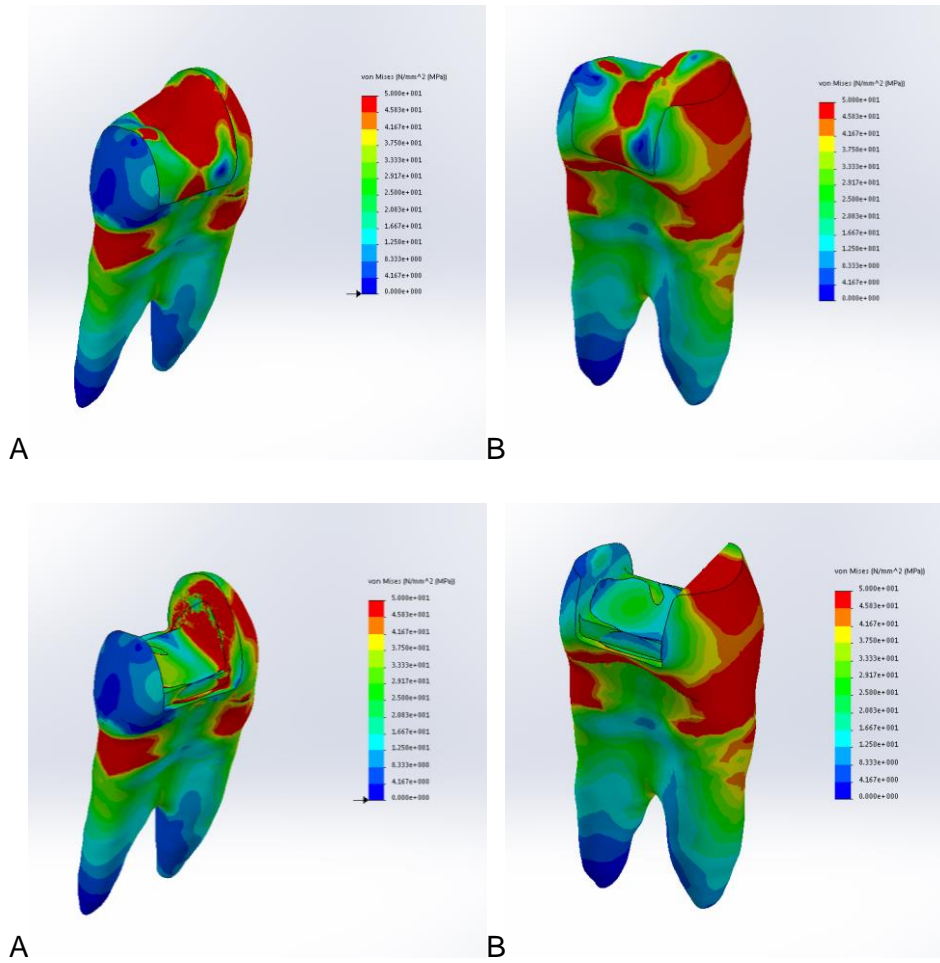 von Mises (N/mm^2 (MPa))
5.000e+001
4.583e+001
4.167e+001
3.750e+001
3.333e+001
2.917e+001
2.500e+001
2.083e+001
1.667e+001
1.250e+001
8.333e+000
4.167e+000
0.000e+000
von Mises (N/mm^2 (MPa))
5.000e+001
4.583e+001
4.167e+001
3.750e+001
3.333e+001
2.917e+001
2.500e+001
2.083e+001
1.667e+001
1.250e+001
8.333e+000
4.167e+000
0.000e+000
A
B
von Mises (N/mm^2 (MPa))
5.000e+001
4.583e+001
4.167e+001
3.750e+001
3.333e+001
2.917e+001
2.500e+001
2.083e+001
1.667e+001
1.250e+001
8.333e+000
4.167e+000
0.000e+000
von Mises (N/mm^2 (MPa))
5.000e+001
4.583e+001
4.167e+001
3.750e+001
3.333e+001
2.917e+001
2.500e+001
2.083e+001
1.667e+001
1.250e+001
8.333e+000
4.167e+000
0.000e+000
A
B